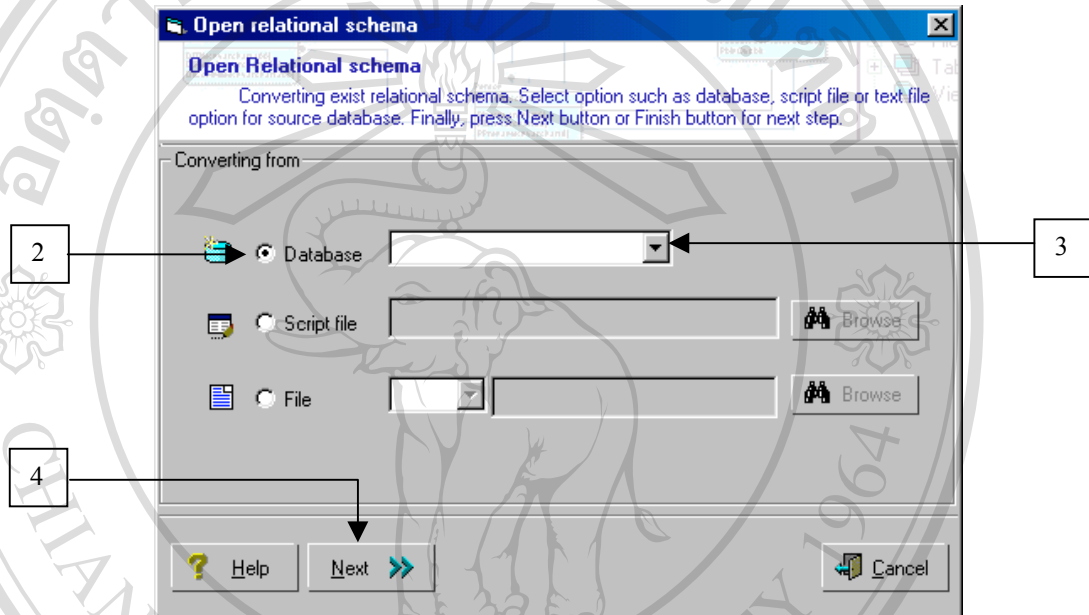 Open relational schema
Open Relational schema
Converting exist relational schema. Select option such as database, script file or text file
option for source database. Finally, press Next button or Finish button for next step.
Converting from
2
Database
3
Script file
Browse
File
Browse
4
Help
Next
Cancel
CHIAN
1964